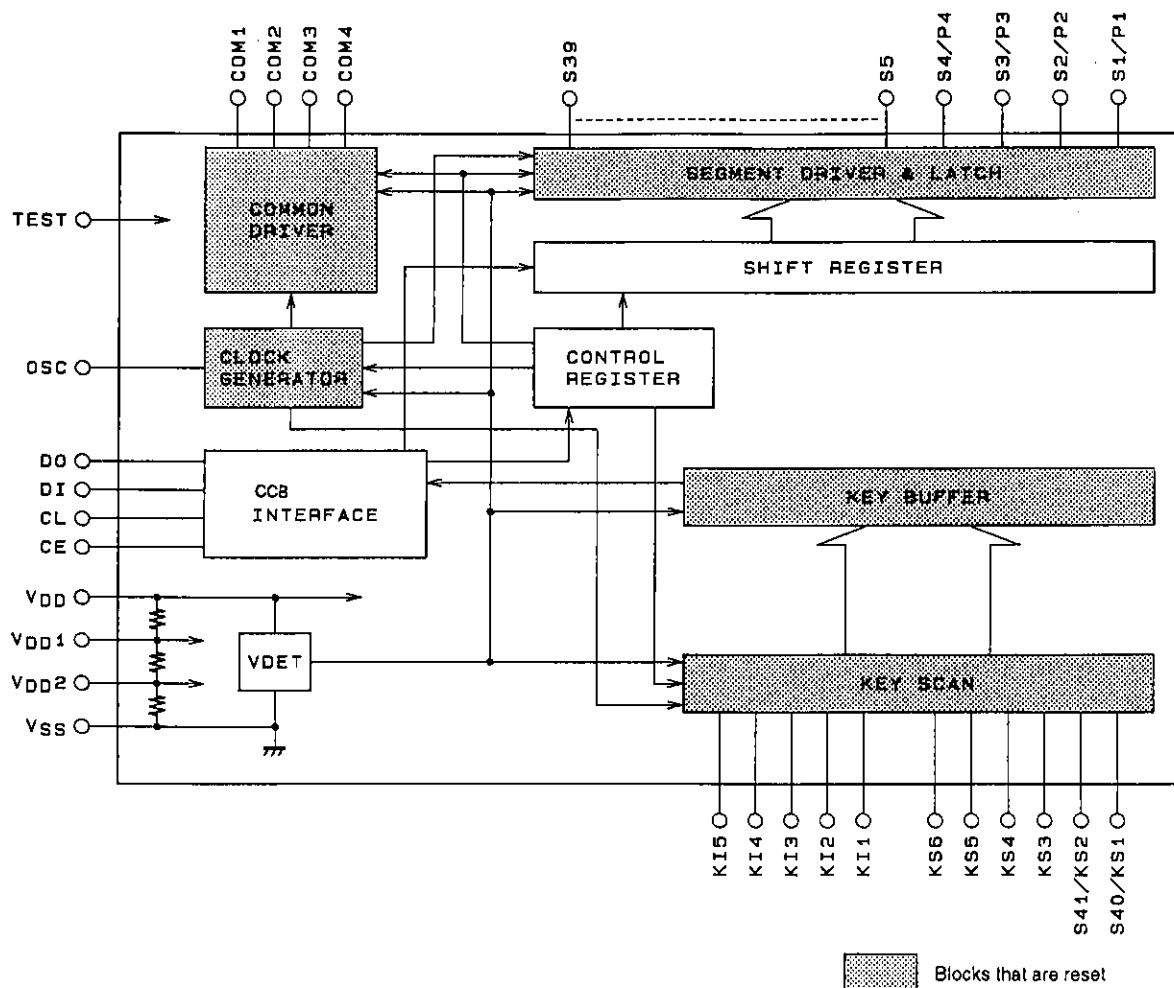 COM1
COM2
COM3
COM4
S39
S5
S4/P4
S3/P3
S2/P2
S1/P1
TEST
COMMON
DRIVER
SEGMENT DRIVER & LATCH
SHIFT REGISTER
OSC
CLOCK
GENERATOR
CONTROL
REGISTER
DO
DI
CL
CE
CCB
INTERFACE
KEY BUFFER
VDD
VDD1
VDD2
VSS
VDET
KEY SCAN
KI5
KI4
KI3
KI2
KI1
KS6
KS5
KS4
KS3
S41/KS2
S40/KS1
Blocks that are reset